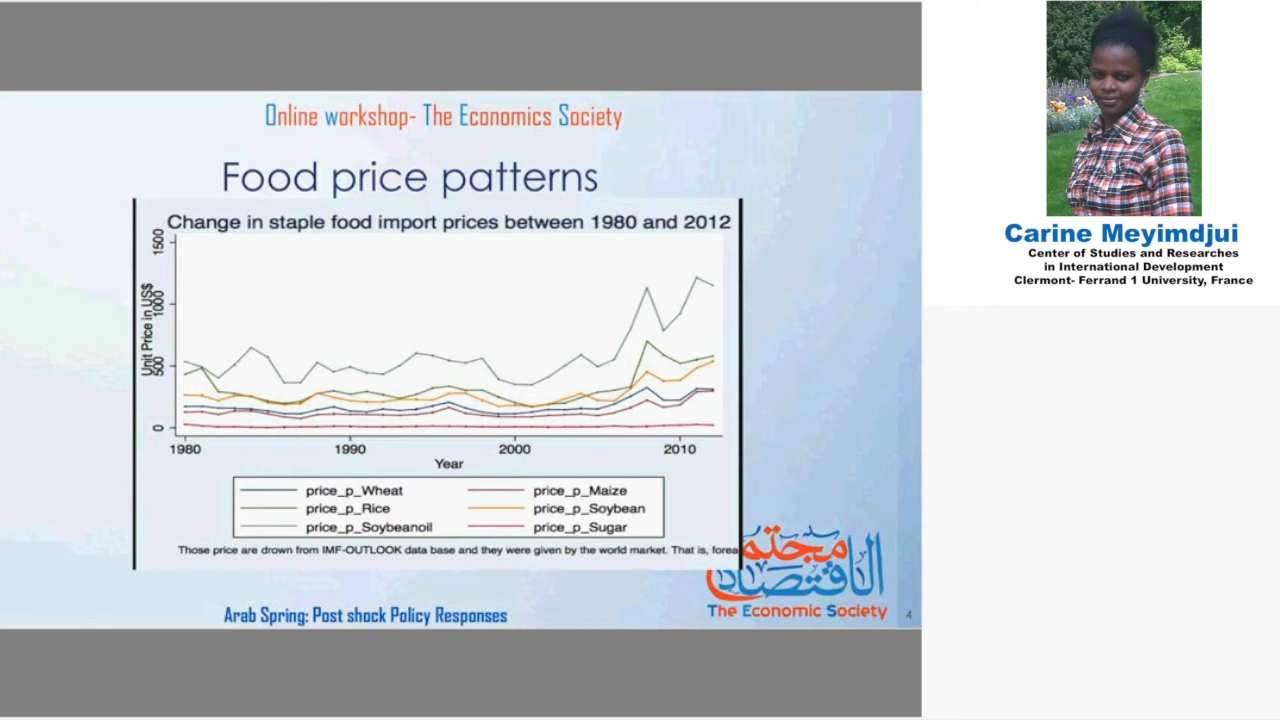 Online workshop- The Economics Society
Food price patterns
Change in staple food import prices between 1980 and 2012
Unit Price in US$
1500
1000
500
0
1980 1990 2000 2010
Year
price_p_Wheat price_p_Maize
price_p_Rice price_p_Soybean
price_p_Soybeanoil price_p_Sugar
Those price are drown from IMF-OUTLOOK data base and they were given by the world market. That is, forea
مجتمع
الاقتصاد
The Economic Society
Arab Spring: Post shock Policy Responses
4
Carine Meyimdjui
Center of Studies and Researches
in International Development
Clermont- Ferrand 1 University, France